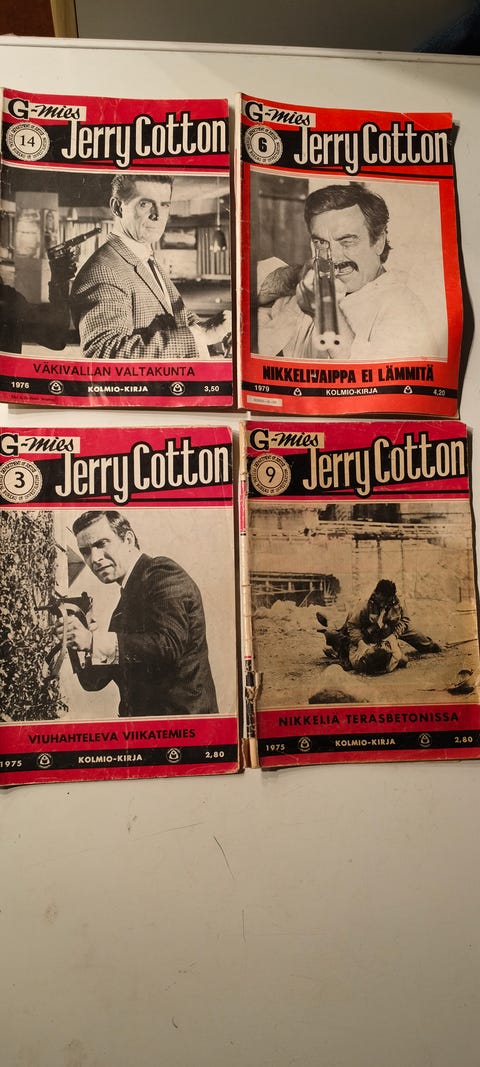 G-mies
14
Jerry Cotton
VÄKIVALLAN VALTAKUNTA
1976 KOLMIO-KIRJA 3,50
G-mies
6
Jerry Cotton
NIKKELIVAIPPA EI LÄMMITÄ
1979 KOLMIO-KIRJA 4,20
G-mies
3
Jerry Cotton
VIUHAHTELEVA VIIKATEMIES
1975 KOLMIO-KIRJA 2,80
G-mies
9
Jerry Cotton
NIKKELIÄ TERÄSBETONISSA
1975 KOLMIO-KIRJA 2,80